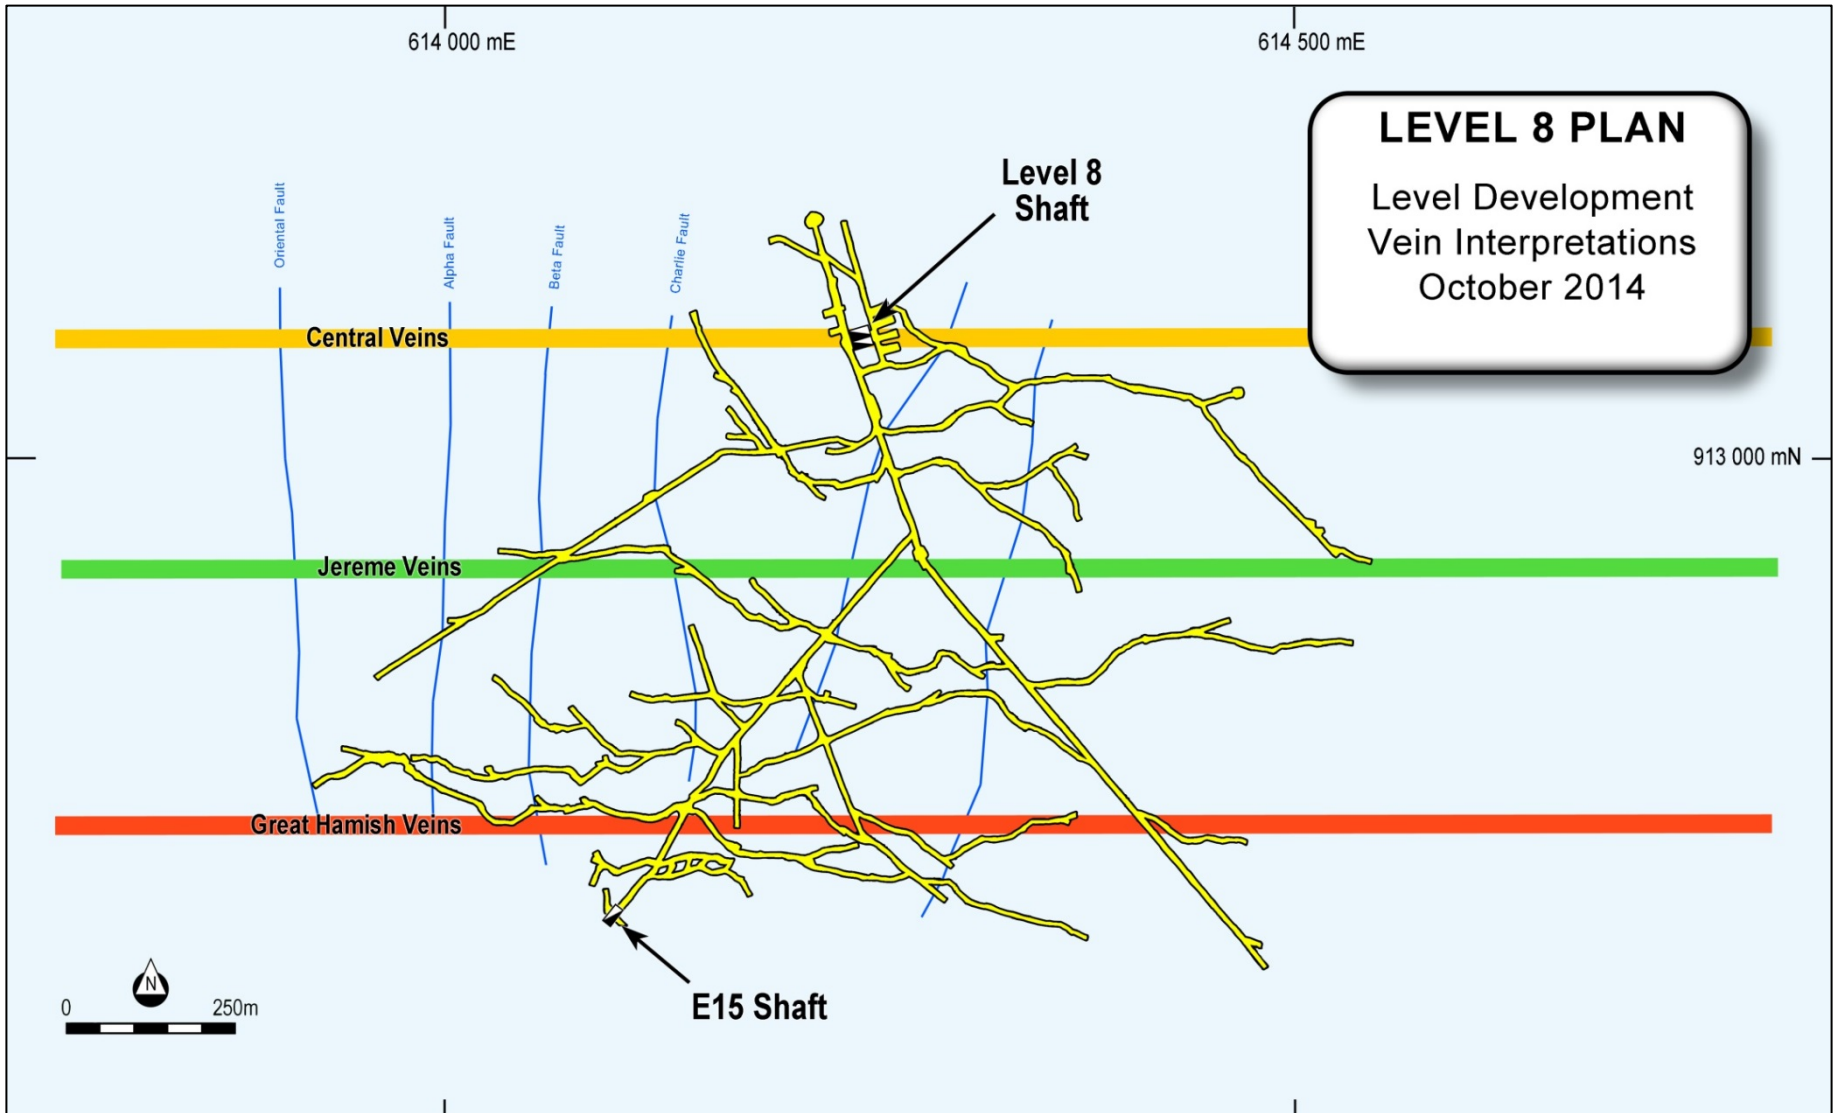 614 000 mE
614 500 mE
LEVEL 8 PLAN
Level Development
Vein Interpretations
October 2014
Level 8
Shaft
Oriental Fault
Alpha Fault
Beta Fault
Charlie Fault
Central Veins
913 000 mN
Jereme Veins
Great Hamish Veins
N
0 250m
E15 Shaft